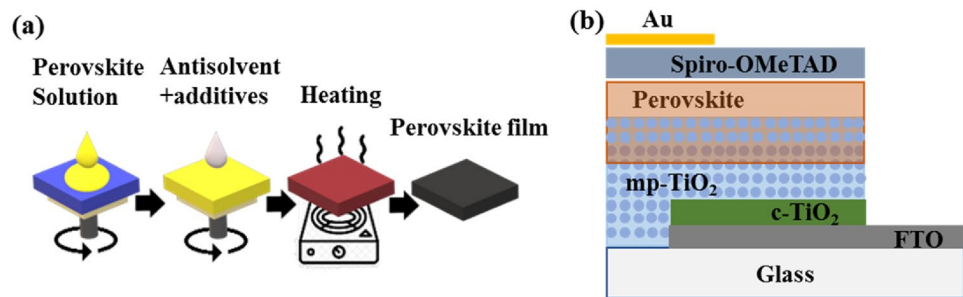 (a)
Perovskite
Solution
Antisolvent
+additives
Heating
Perovskite film
(b)
Au
Spiro-OMeTAD
Perovskite
mp-TiO₂
c-TiO₂
FTO
Glass